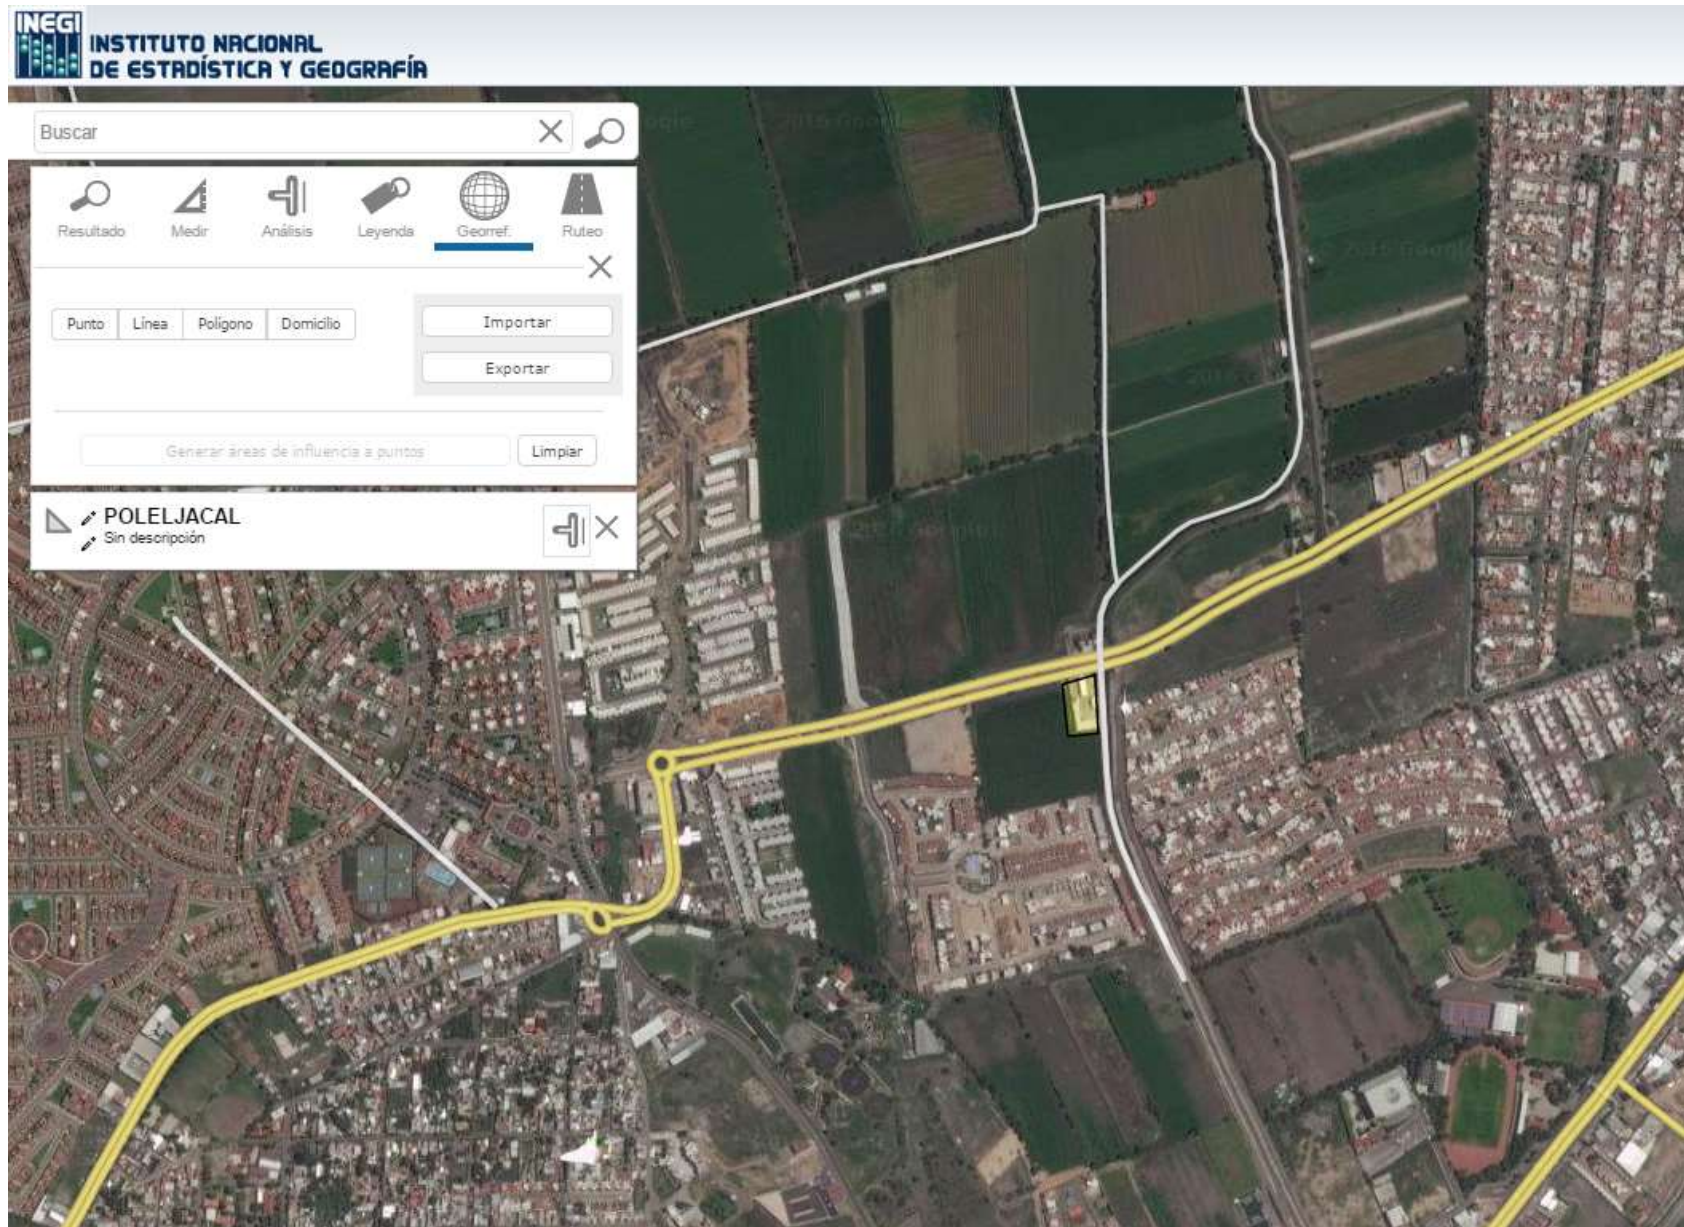 INEGI
INSTITUTO NACIONAL
DE ESTADÍSTICA Y GEOGRAFÍA
Buscar
Resultado Medir Análisis Leyenda Georref. Ruteo
Punto Línea Polígono Domicilio
Importar
Exportar
Generar áreas de influencia a puntos Limpiar
POLELJACAL
Sin descripción